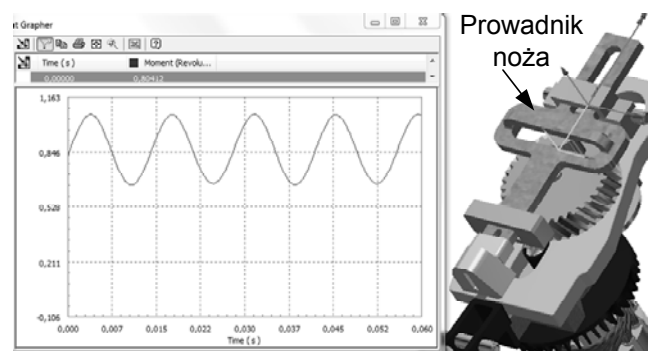 at Grapher
Time ( s ) Moment (Revolu...
0,00000 0,80412
1,163
0,846
0,529
0,211
-0,106
0,000 0,007 0,015 0,022 0,030 0,037 0,045 0,052 0,060
Time ( s )
Prowadnik
noża